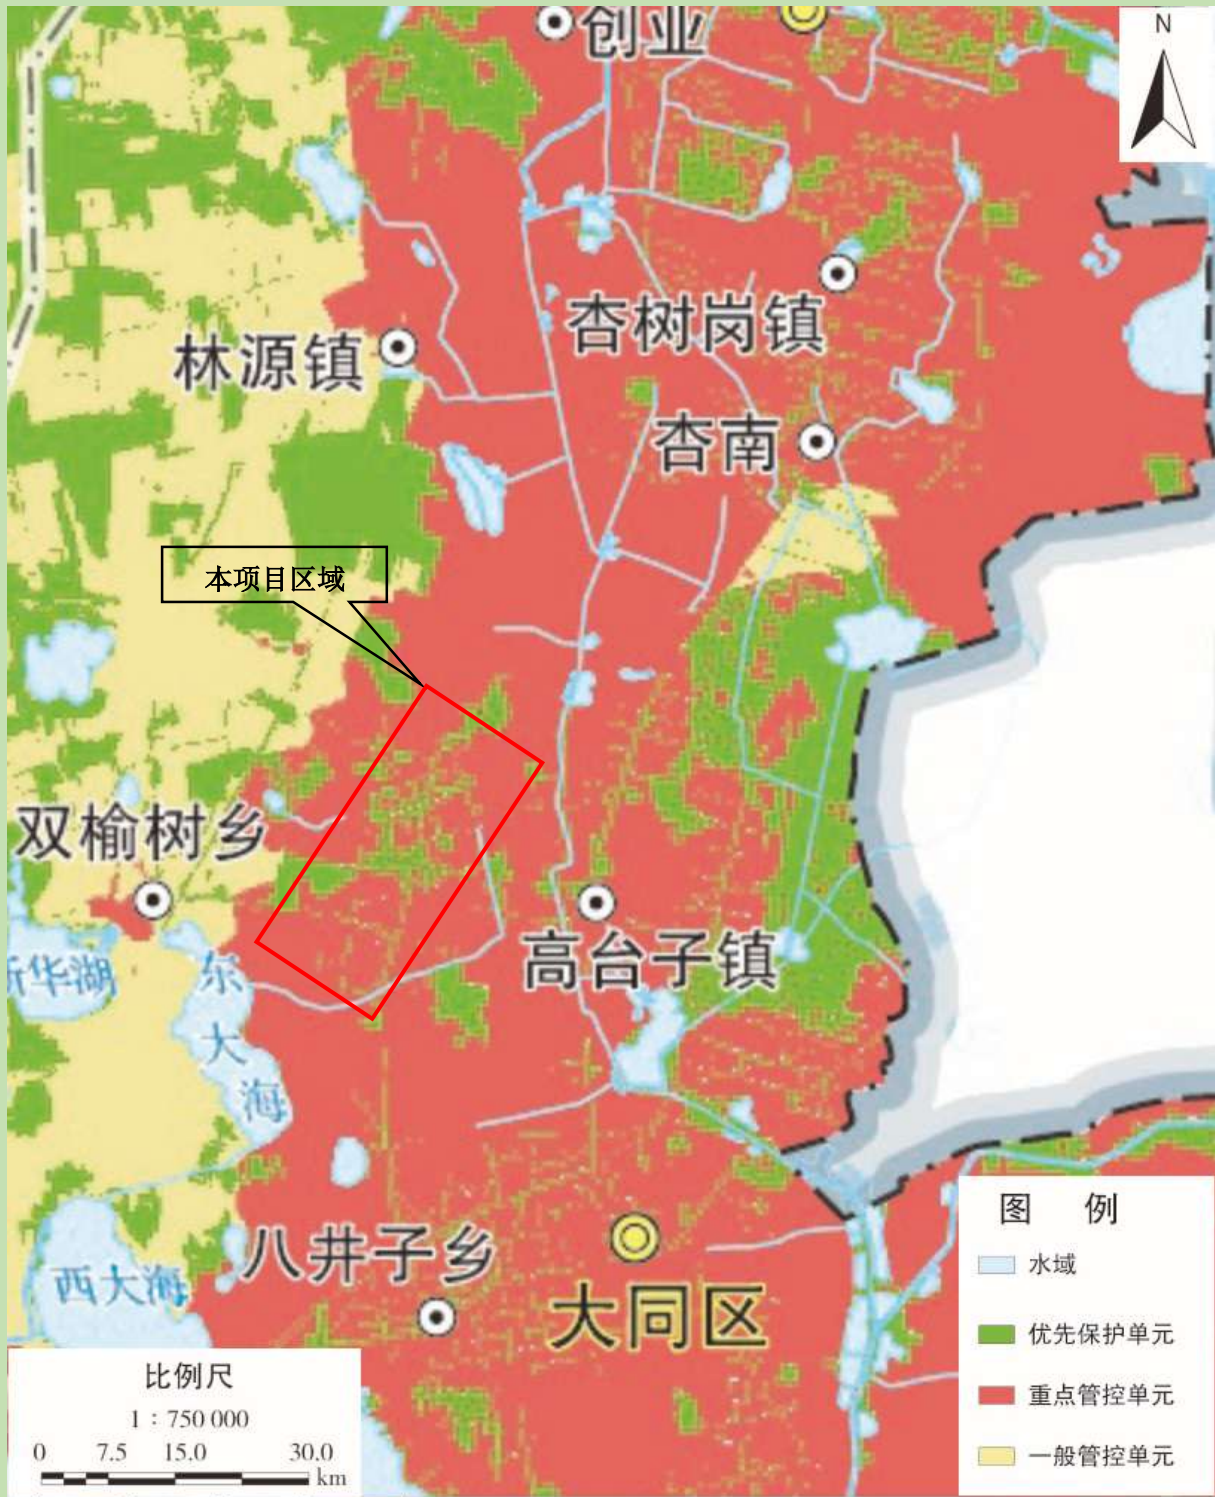 创业
N
杏树岗镇
林源镇
杏南
本项目区域
双榆树乡
高台子镇
新华湖
东大海
八井子乡
西大海
大同区
图 例
水域
优先保护单元
重点管控单元
一般管控单元
比例尺
1：750 000
0 7.5 15.0 30.0
km